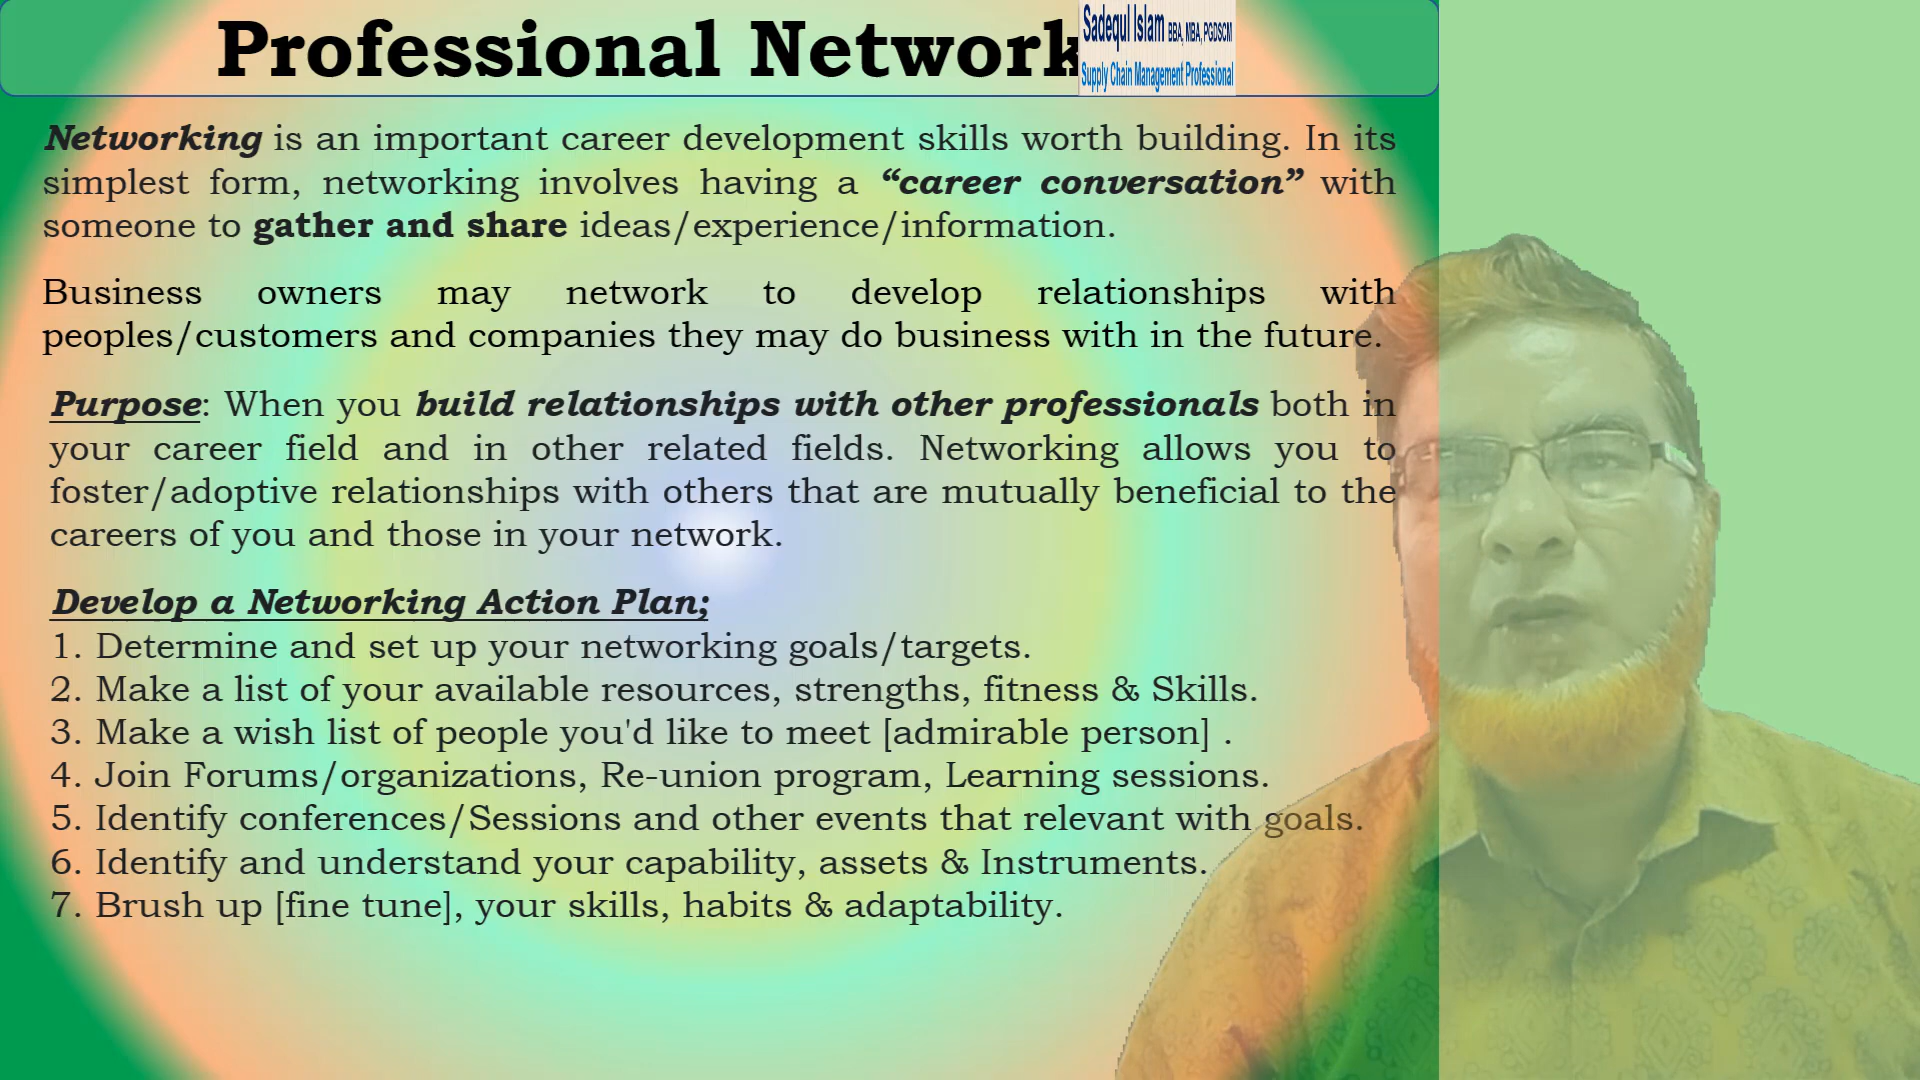 Professional Network
Sadequl Islam BBA, MBA, PGDSCM
Supply Chain Management Professional
Networking is an important career development skills worth building. In its
simplest form, networking involves having a “career conversation” with
someone to gather and share ideas/experience/information.
Business owners may network to develop relationships with
peoples/customers and companies they may do business with in the future.
Purpose: When you build relationships with other professionals both in
your career field and in other related fields. Networking allows you to
foster/adoptive relationships with others that are mutually beneficial to the
careers of you and those in your network.
Develop a Networking Action Plan;
1. Determine and set up your networking goals/targets.
2. Make a list of your available resources, strengths, fitness & Skills.
3. Make a wish list of people you'd like to meet [admirable person] .
4. Join Forums/organizations, Re-union program, Learning sessions.
5. Identify conferences/Sessions and other events that relevant with goals.
6. Identify and understand your capability, assets & Instruments.
7. Brush up [fine tune], your skills, habits & adaptability.